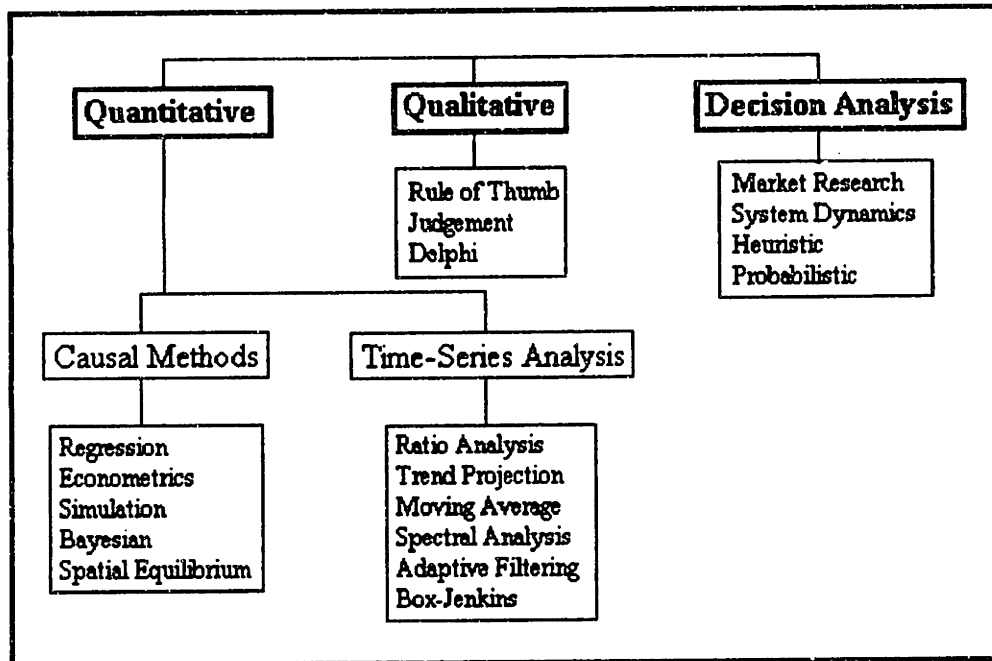 Quantitative
Qualitative
Decision Analysis
Rule of Thumb
Judgement
Delphi
Market Research
System Dynamics
Heuristic
Probabilistic
Causal Methods
Time-Series Analysis
Regression
Econometrics
Simulation
Bayesian
Spatial Equilibrium
Ratio Analysis
Trend Projection
Moving Average
Spectral Analysis
Adaptive Filtering
Box-Jenkins